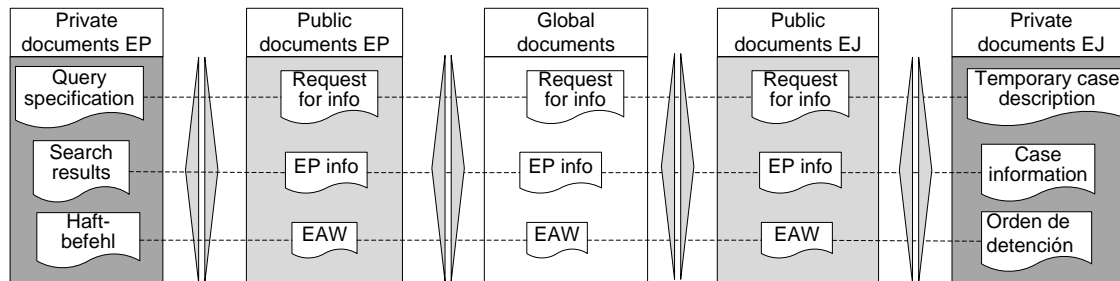 Private
documents EP
Public
documents EP
Global
documents
Public
documents EJ
Private
documents EJ
Query
specification
Request
for info
Request
for info
Request
for info
Temporary case
description
Search
results
EP info
EP info
EP info
Case
information
Haft-
befehl
EAW
EAW
EAW
Orden de
detención